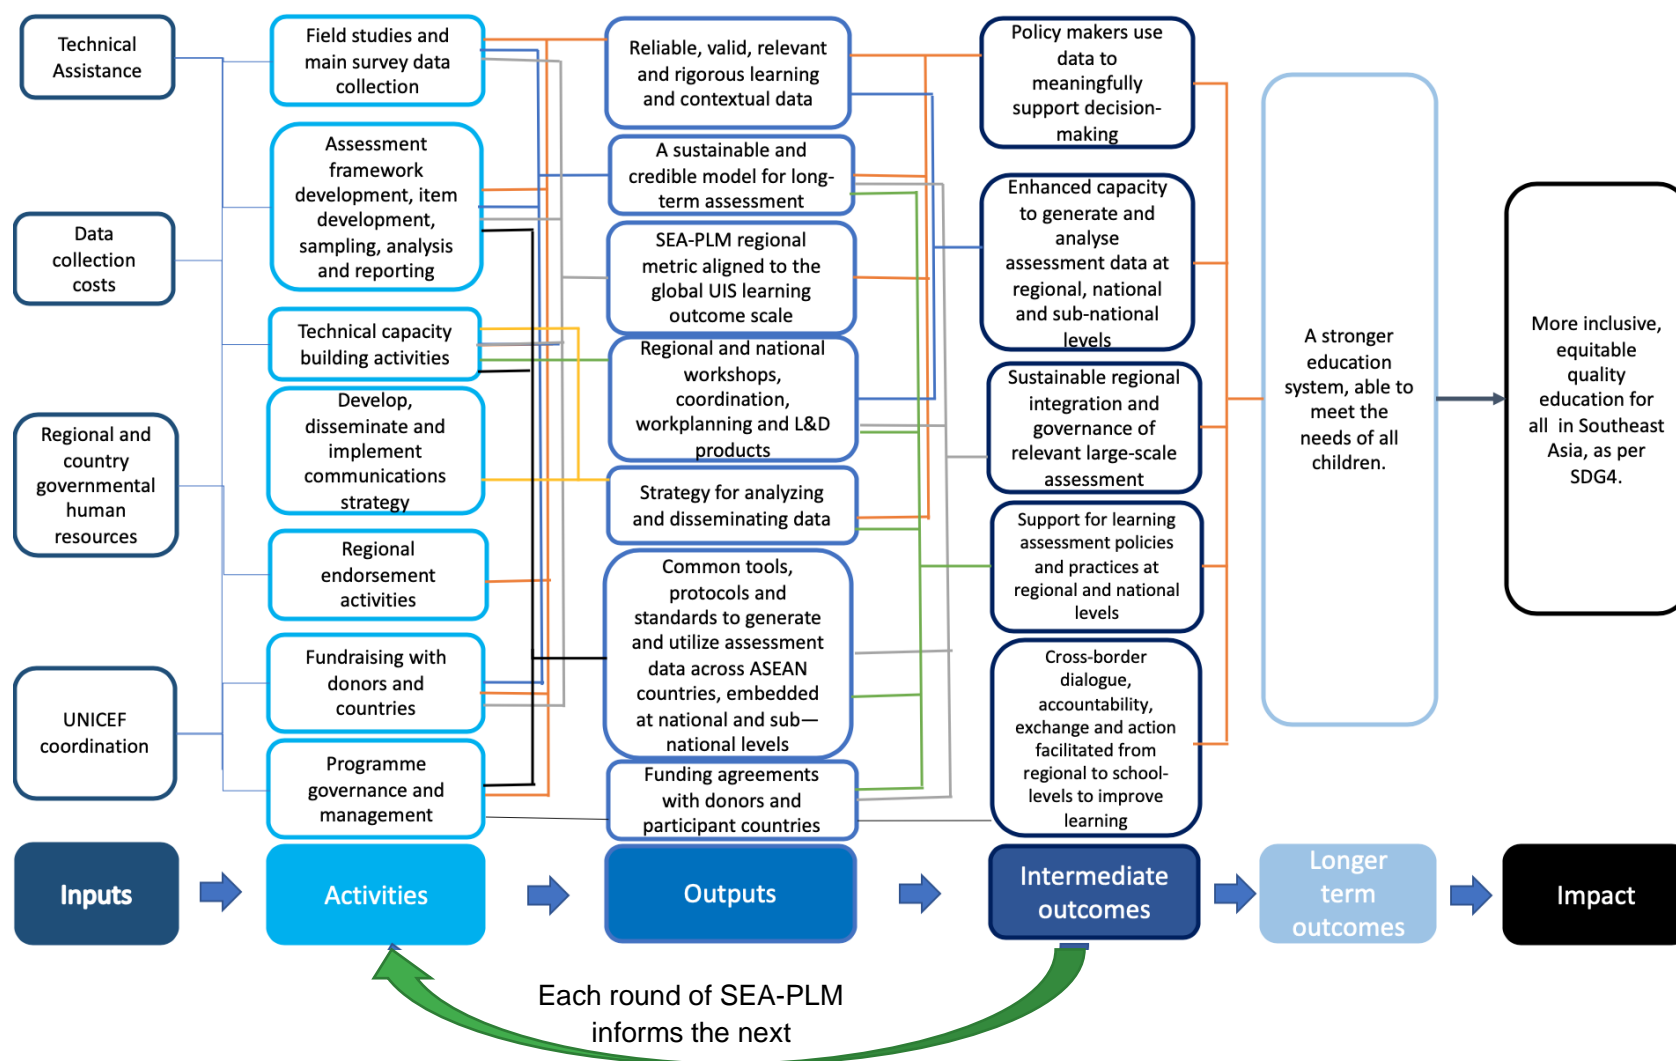 Technical
Assistance
Data
collection
costs
Regional and
country
governmental
human
resources
UNICEF
coordination
Field studies and
main survey data
collection
Assessment
framework
development, item
development,
sampling, analysis
and reporting
Technical capacity
building activities
Develop,
disseminate and
implement
communications
strategy
Regional
endorsement
activities
Fundraising with
donors and
countries
Programme
governance and
management
Reliable, valid, relevant
and rigorous learning
and contextual data
A sustainable and
credible model for long-
term assessment
SEA-PLM regional
metric aligned to the
global UIS learning
outcome scale
Regional and national
workshops,
coordination,
workplanning and L&D
products
Strategy for analyzing
and disseminating data
Common tools,
protocols and
standards to generate
and utilize assessment
data across ASEAN
countries, embedded
at national and sub—
national levels
Funding agreements
with donors and
participant countries
Policy makers use
data to
meaningfully
support decision-
making
Enhanced capacity
to generate and
analyse
assessment data at
regional, national
and sub-national
levels
Sustainable regional
integration and
governance of
relevant large-scale
assessment
Support for learning
assessment policies
and practices at
regional and national
levels
Cross-border
dialogue,
accountability,
exchange and action
facilitated from
regional to school-
levels to improve
learning
A stronger
education
system, able to
meet the
needs of all
children.
More inclusive,
equitable
quality
education for
all in Southeast
Asia, as per
SDG4.
Inputs
Activities
Outputs
Intermediate
outcomes
Longer
term
outcomes
Impact
Each round of SEA-PLM
informs the next